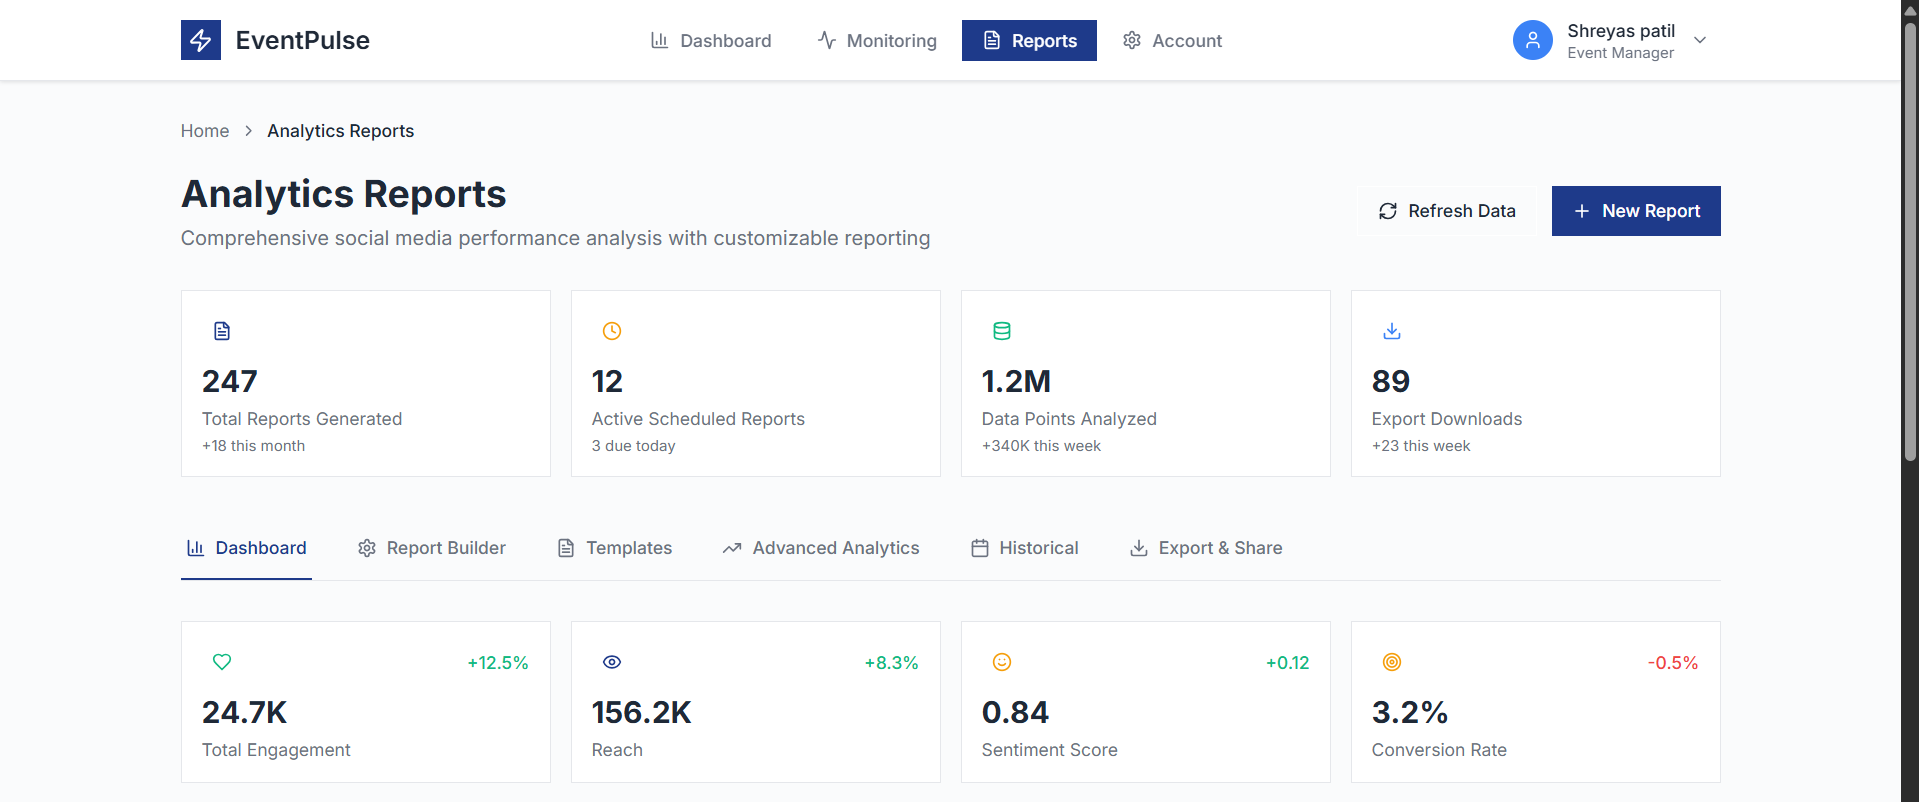 EventPulse
Dashboard
Monitoring
Reports
Account
Shreyas patil
Event Manager
Home
Analytics Reports
Analytics Reports
Comprehensive social media performance analysis with customizable reporting
Refresh Data
New Report
247
Total Reports Generated
+18 this month
12
Active Scheduled Reports
3 due today
1.2M
Data Points Analyzed
+340K this week
89
Export Downloads
+23 this week
Dashboard
Report Builder
Templates
Advanced Analytics
Historical
Export & Share
+12.5%
24.7K
Total Engagement
+8.3%
156.2K
Reach
+0.12
0.84
Sentiment Score
-0.5%
3.2%
Conversion Rate